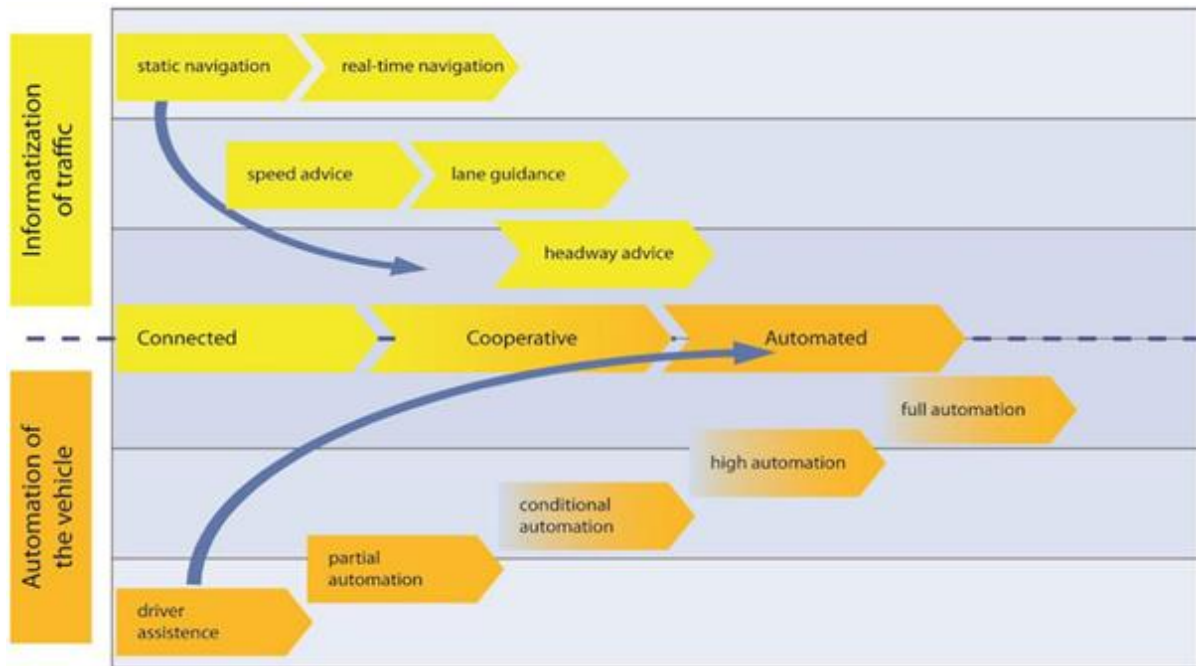 Informatization
of traffic
static navigation
real-time navigation
speed advice
lane guidance
headway advice
Connected
Cooperative
Automated
Automation of
the vehicle
full automation
high automation
conditional
automation
partial
automation
driver
assistence